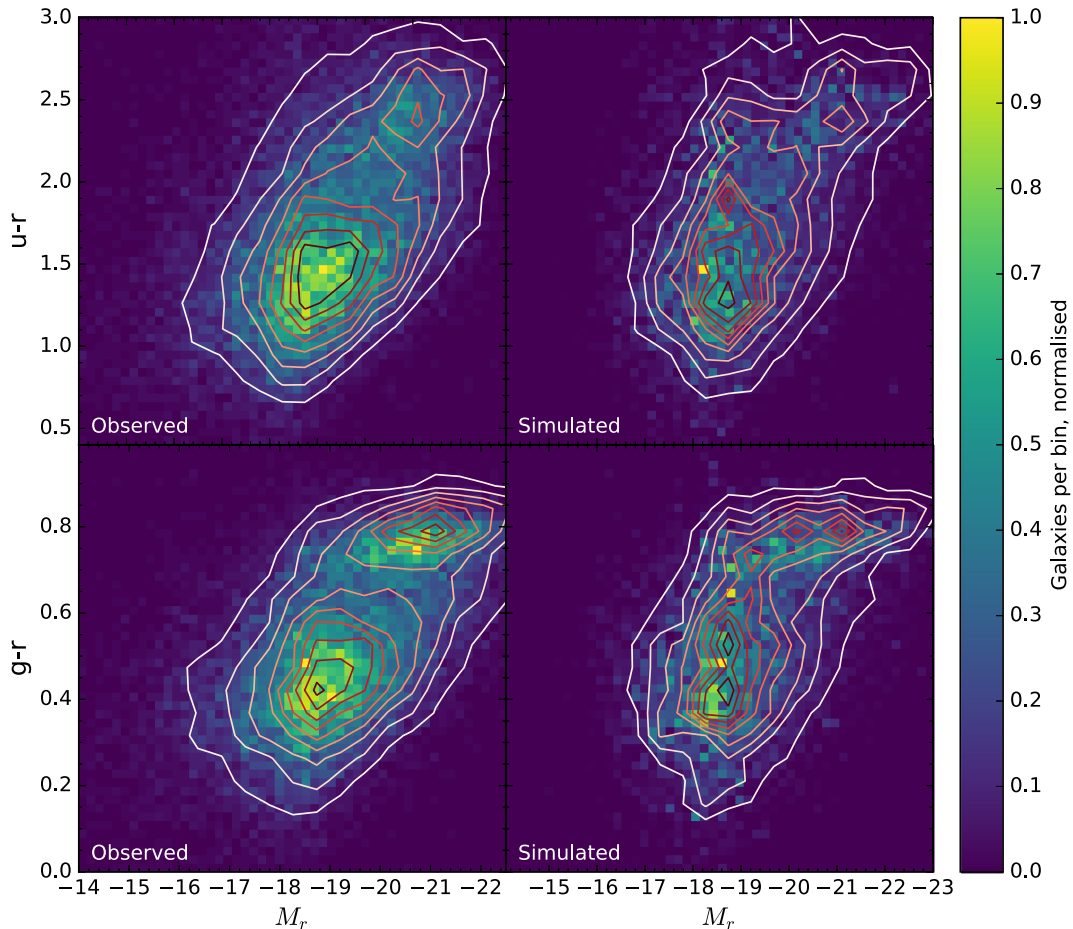 3.0
2.5
2.0
1.5
1.0
0.5
u-r
Observed
Simulated
0.8
0.6
0.4
0.2
0.0
g-r
Observed
Simulated
−14 −15 −16 −17 −18 −19 −20 −21 −22
−15 −16 −17 −18 −19 −20 −21 −22 −23
M_r
M_r
1.0
0.9
0.8
0.7
0.6
0.5
0.4
0.3
0.2
0.1
0.0
Galaxies per bin, normalised